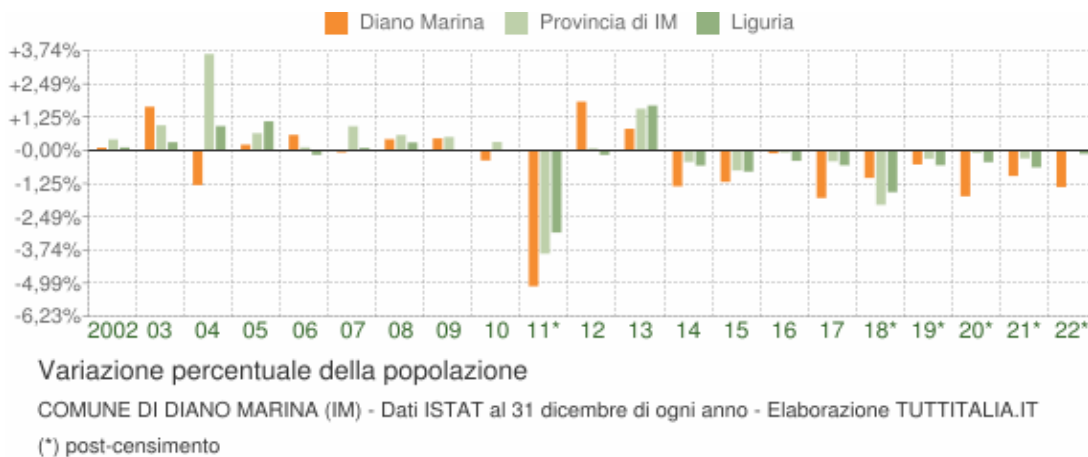 Diano Marina Provincia di IM Liguria
+3,74%
+2,49%
+1,25%
-0,00%
-1,25%
-2,49%
-3,74%
-4,99%
-6,23%
2002 03 04 05 06 07 08 09 10 11* 12 13 14 15 16 17 18* 19* 20* 21* 22*
Variazione percentuale della popolazione
COMUNE DI DIANO MARINA (IM) - Dati ISTAT al 31 dicembre di ogni anno - Elaborazione TUTTITALIA.IT
(*) post-censimento